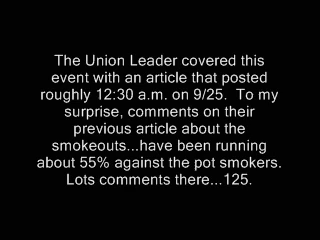 The Union Leader covered this
event with an article that posted
roughly 12:30 a.m. on 9/25.  To my
surprise, comments on their
previous article about the
smokeouts...have been running
about 55% against the pot smokers.
Lots comments there...125.